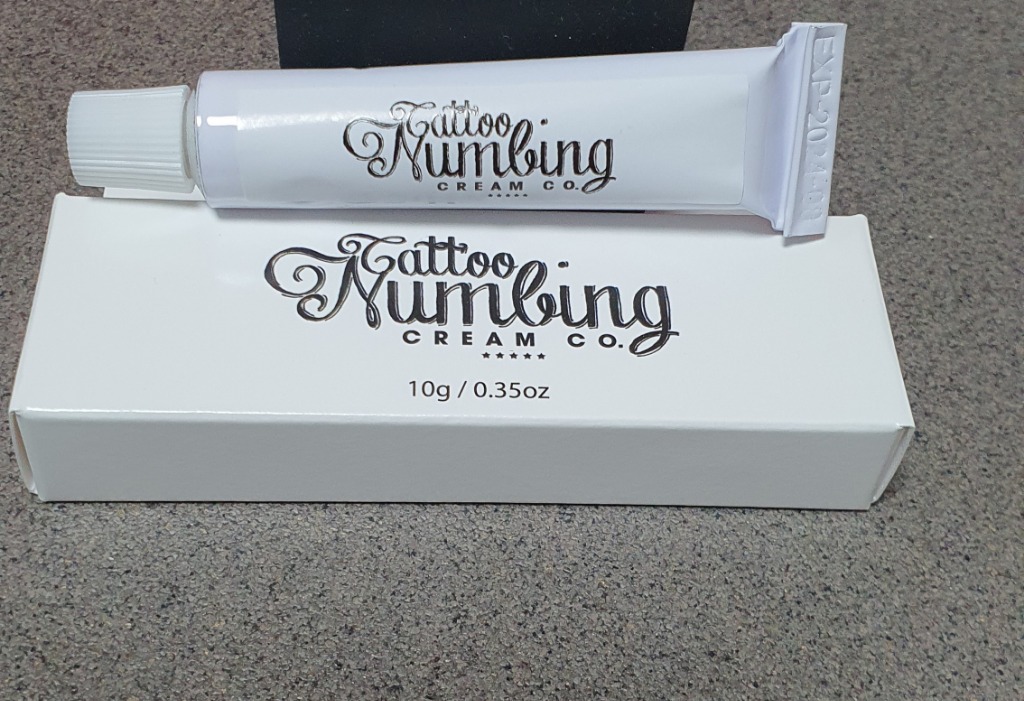 Tattoo
Numbing
CREAM CO.
Tattoo
Numbing
CREAM CO.
10g / 0.35oz